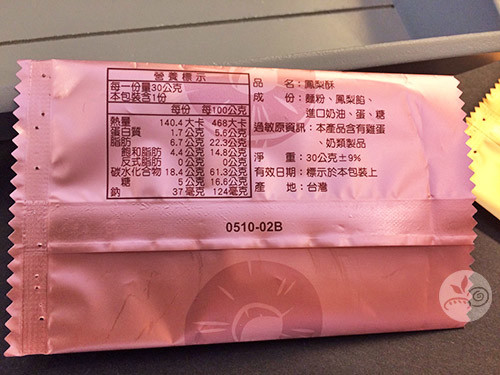 營養標示
每一份量30公克
本包裝含1份
每份 每100公克
熱量 140.4大卡 468大卡
蛋白質 1.7公克 5.6公克
脂肪 6.7公克 22.3公克
飽和脂肪 4.4公克 14.8公克
反式脂肪 0公克 0公克
碳水化合物 18.4公克 61.3公克
糖 5公克 16.6公克
鈉 37毫克 124毫克
品名:鳳梨酥
成份:麵粉、鳳梨餡、
進口奶油、蛋、糖
過敏原資訊:本產品含有雞蛋
、奶類製品
淨重:30公克±9%
有效日期:標示於本包裝上
產地:台灣
0510-02B